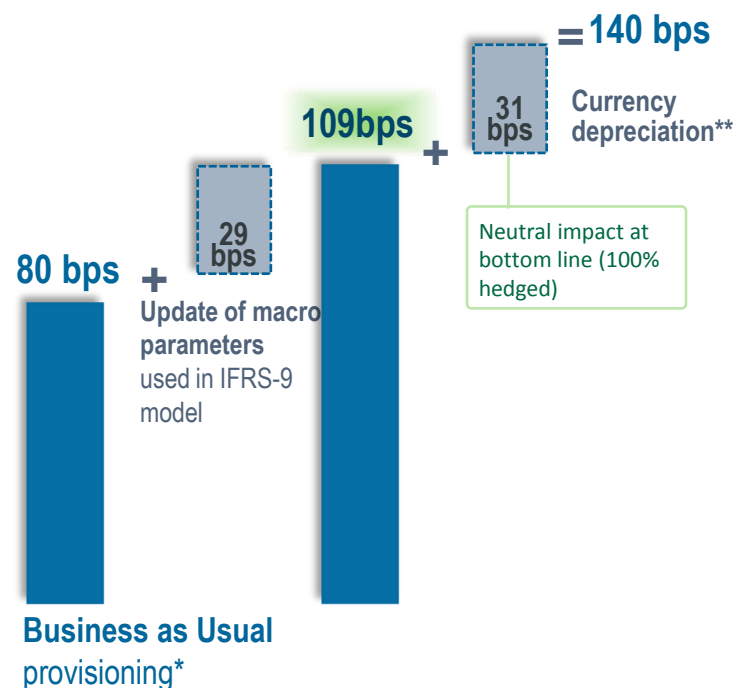 80 bps
+
29
bps
Update of macro
parameters
used in IFRS-9
model
109bps
+
31
bps
= 140 bps
Currency
depreciation**
Neutral impact at
bottom line (100%
hedged)
Business as Usual
provisioning*